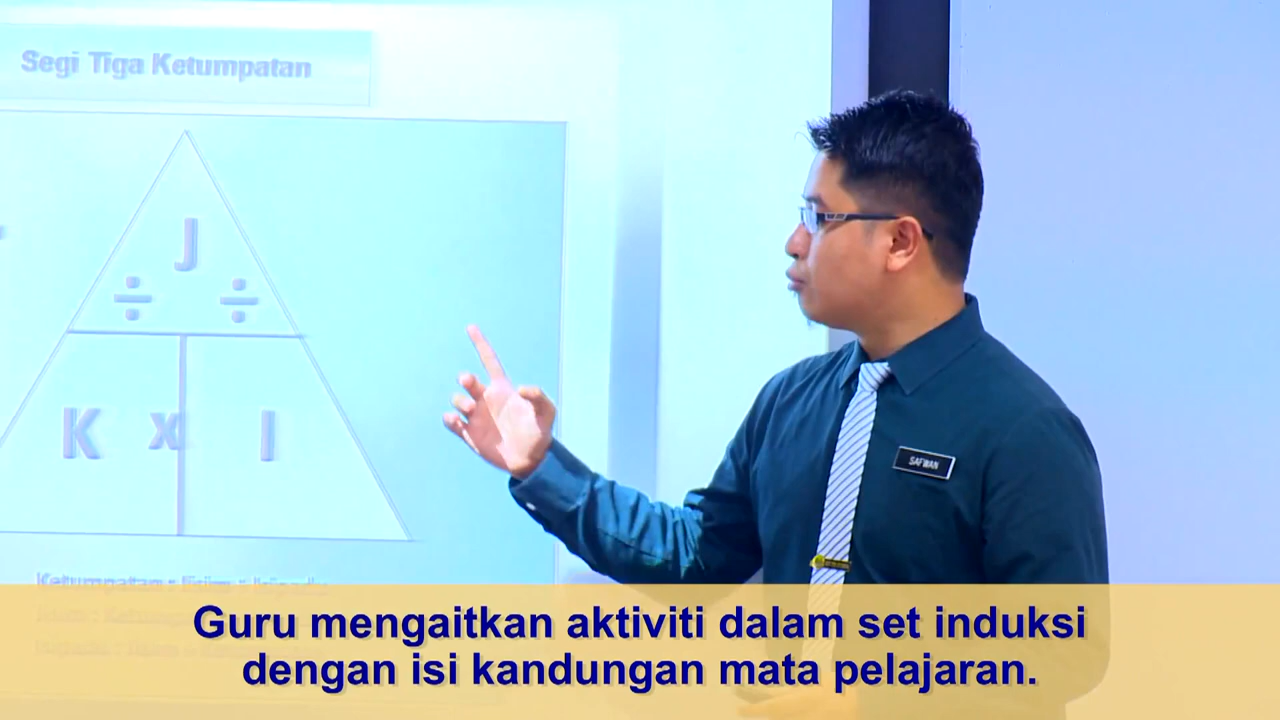 Segi Tiga Ketumpatan
J
÷ ÷
K x I
SAFWAN
Guru mengaitkan aktiviti dalam set induksi
dengan isi kandungan mata pelajaran.